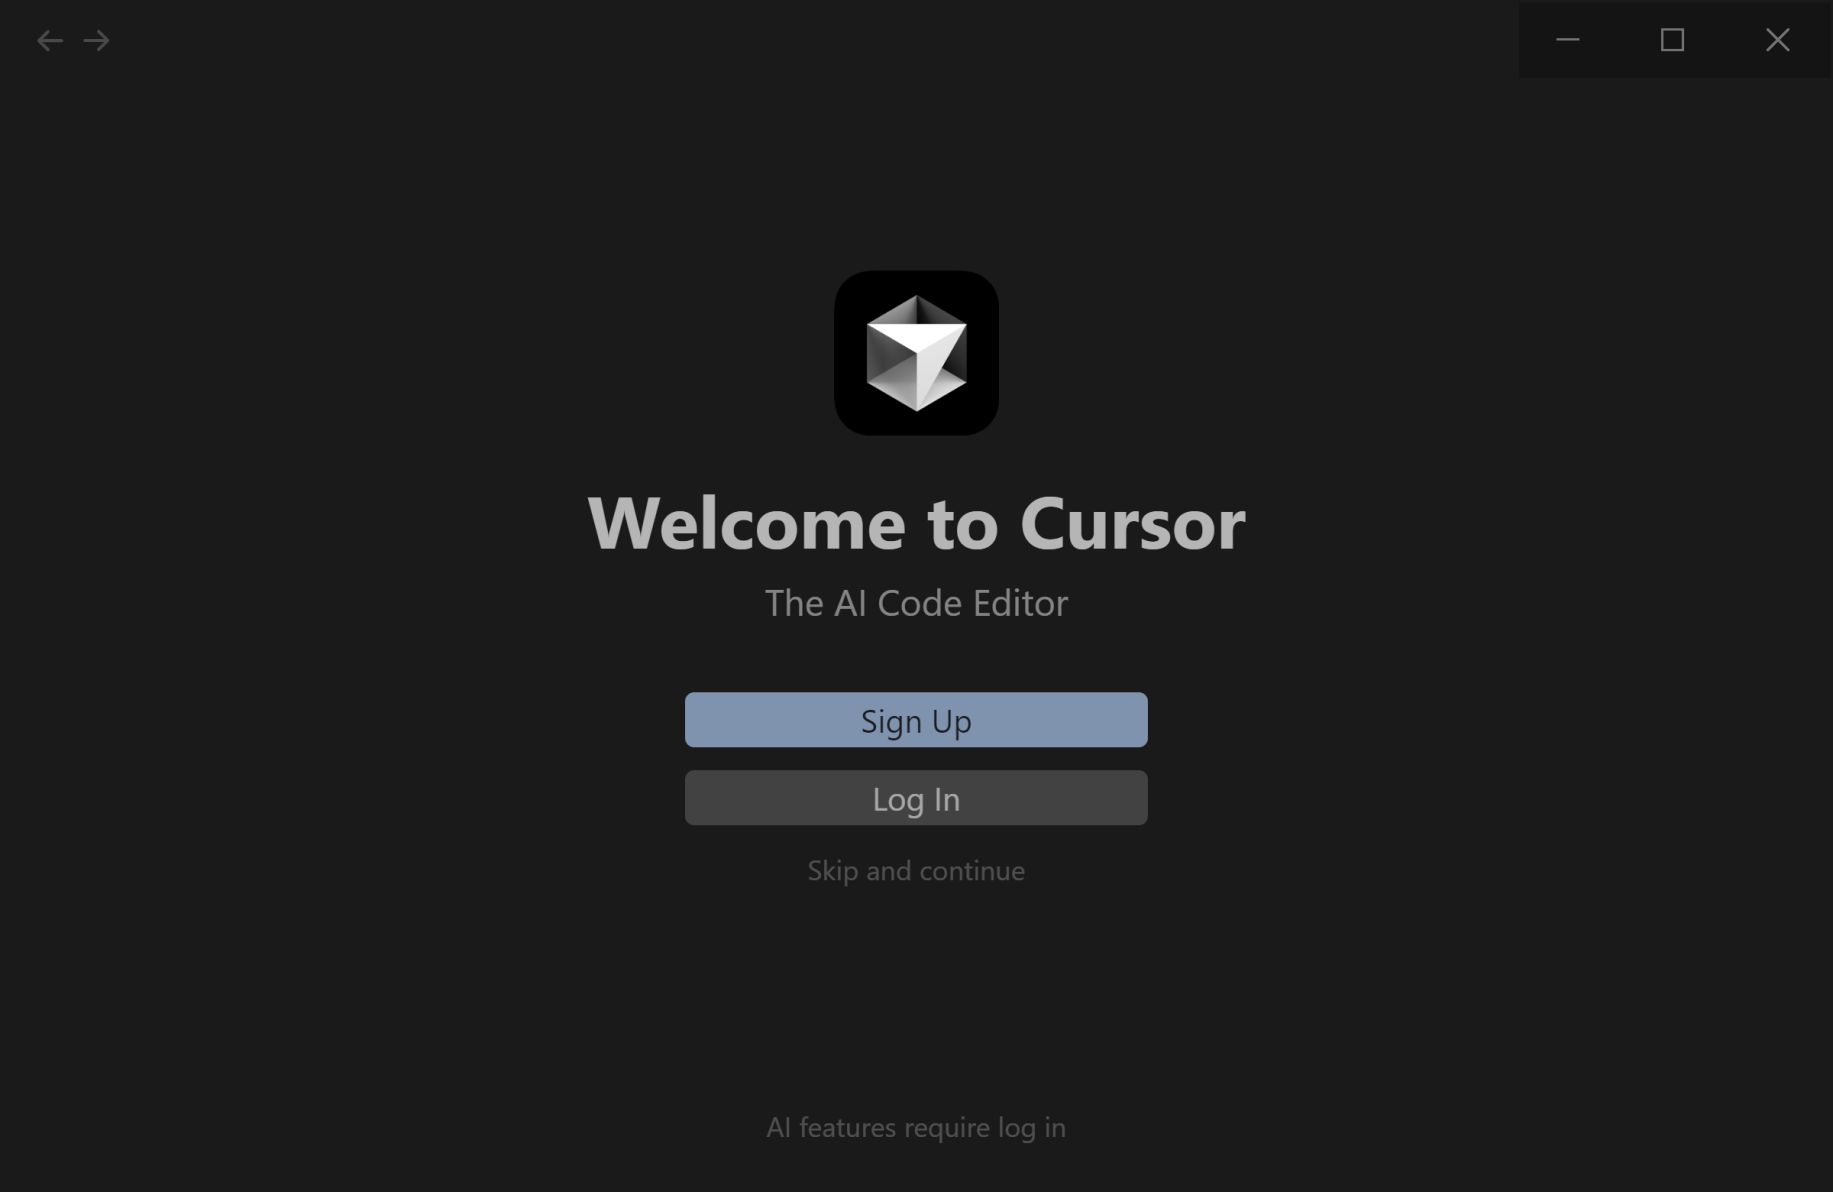 Welcome to Cursor
The AI Code Editor
Sign Up
Log In
Skip and continue
AI features require log in